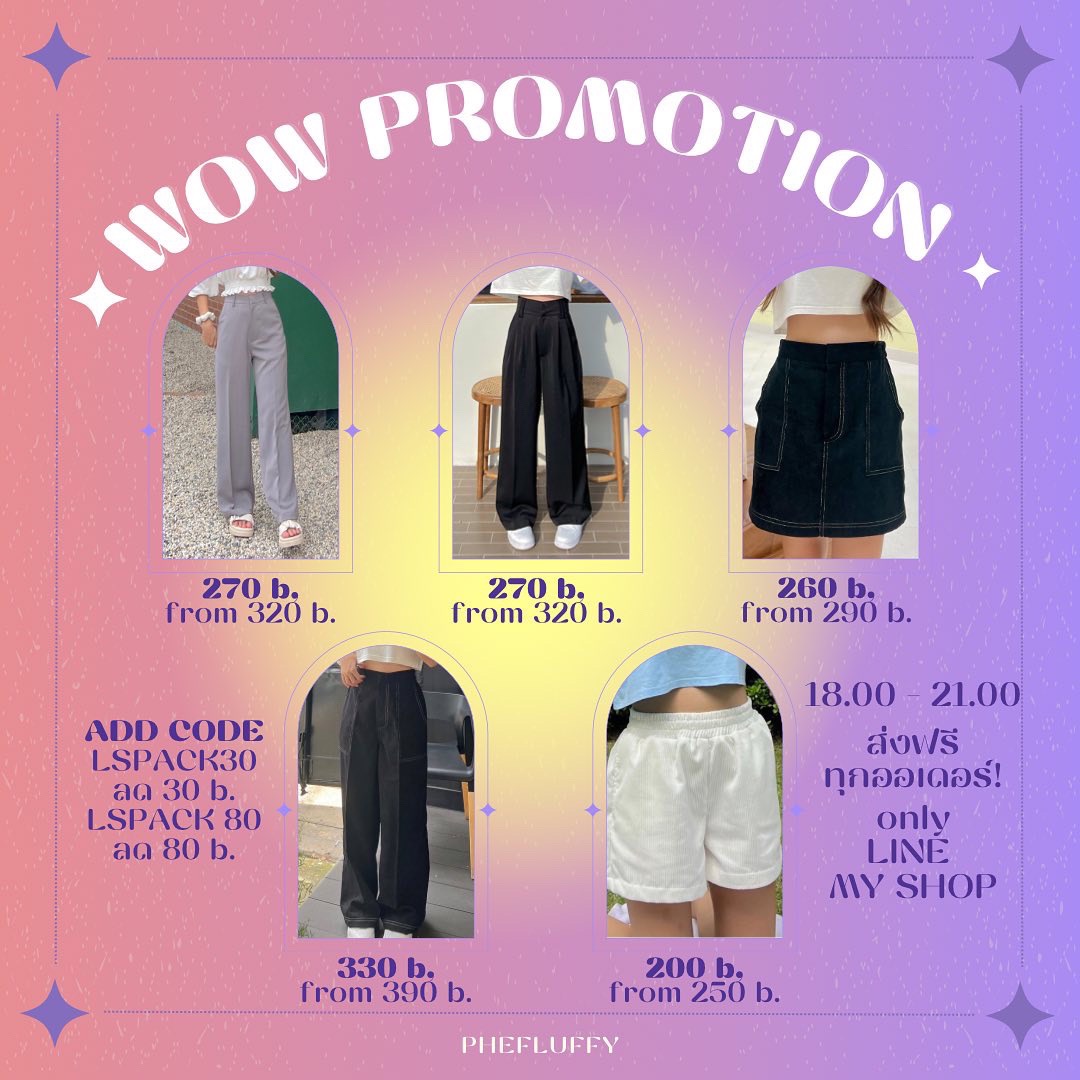 WOW PROMOTION
270 b.
from 320 b.
270 b.
from 320 b.
260 b.
from 290 b.
ADD CODE
LSPACK30
ลด 30 b.
LSPACK 80
ลด 80 b.
18.00 - 21.00
ส่งฟรี
ทุกออเดอร์!
only
LINE
MY SHOP
330 b.
from 390 b.
200 b.
from 250 b.
PHEFLUFFY